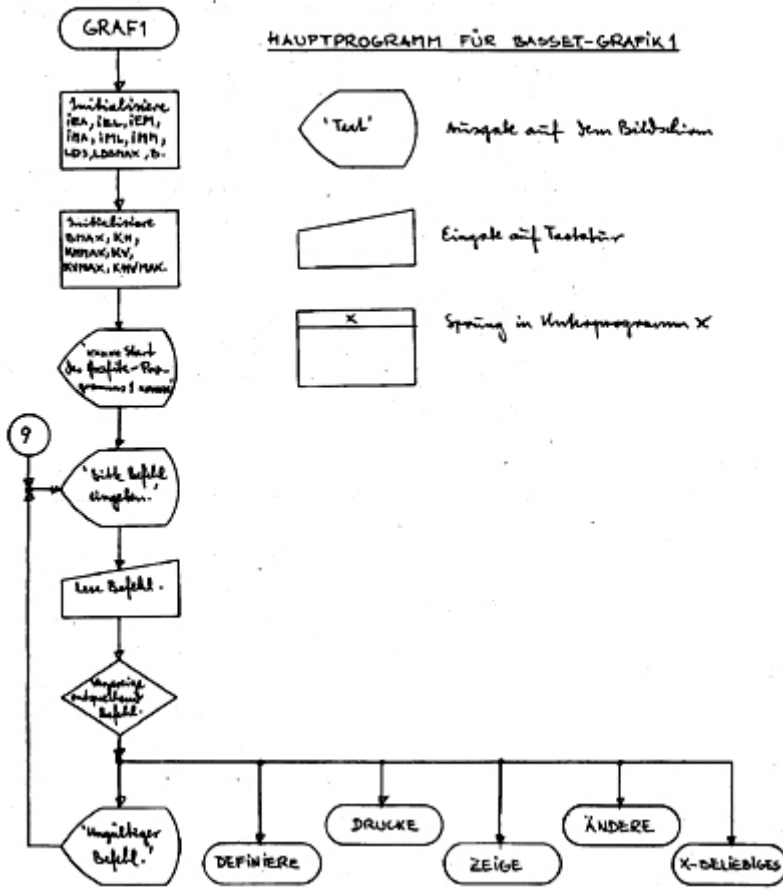 GRAF1
HAUPTPROGRAMM FÜR BASSET-GRAFIK 1
Initialisiere
iEA, iEL, iEM,
iMA, iML, iMM,
LDS, LDSMAX, B.
'Text'
Ausgabe auf dem Bildschirm
Initialisiere
BMAX, KH,
KHMAX, KV,
KVMAX, KHVMAX.
Eingabe auf Tastatur
X
Sprung in Unterprogramm X
Start
des Grafik-Pro-
gramms 1
9
'Bitte Befehl
eingeben.'
Lese Befehl.
Verzweige
entsprechend
Befehl.
'Ungültiger
Befehl.'
DEFINIERE
DRUCKE
ZEIGE
ÄNDERE
X-BELIEBIGES